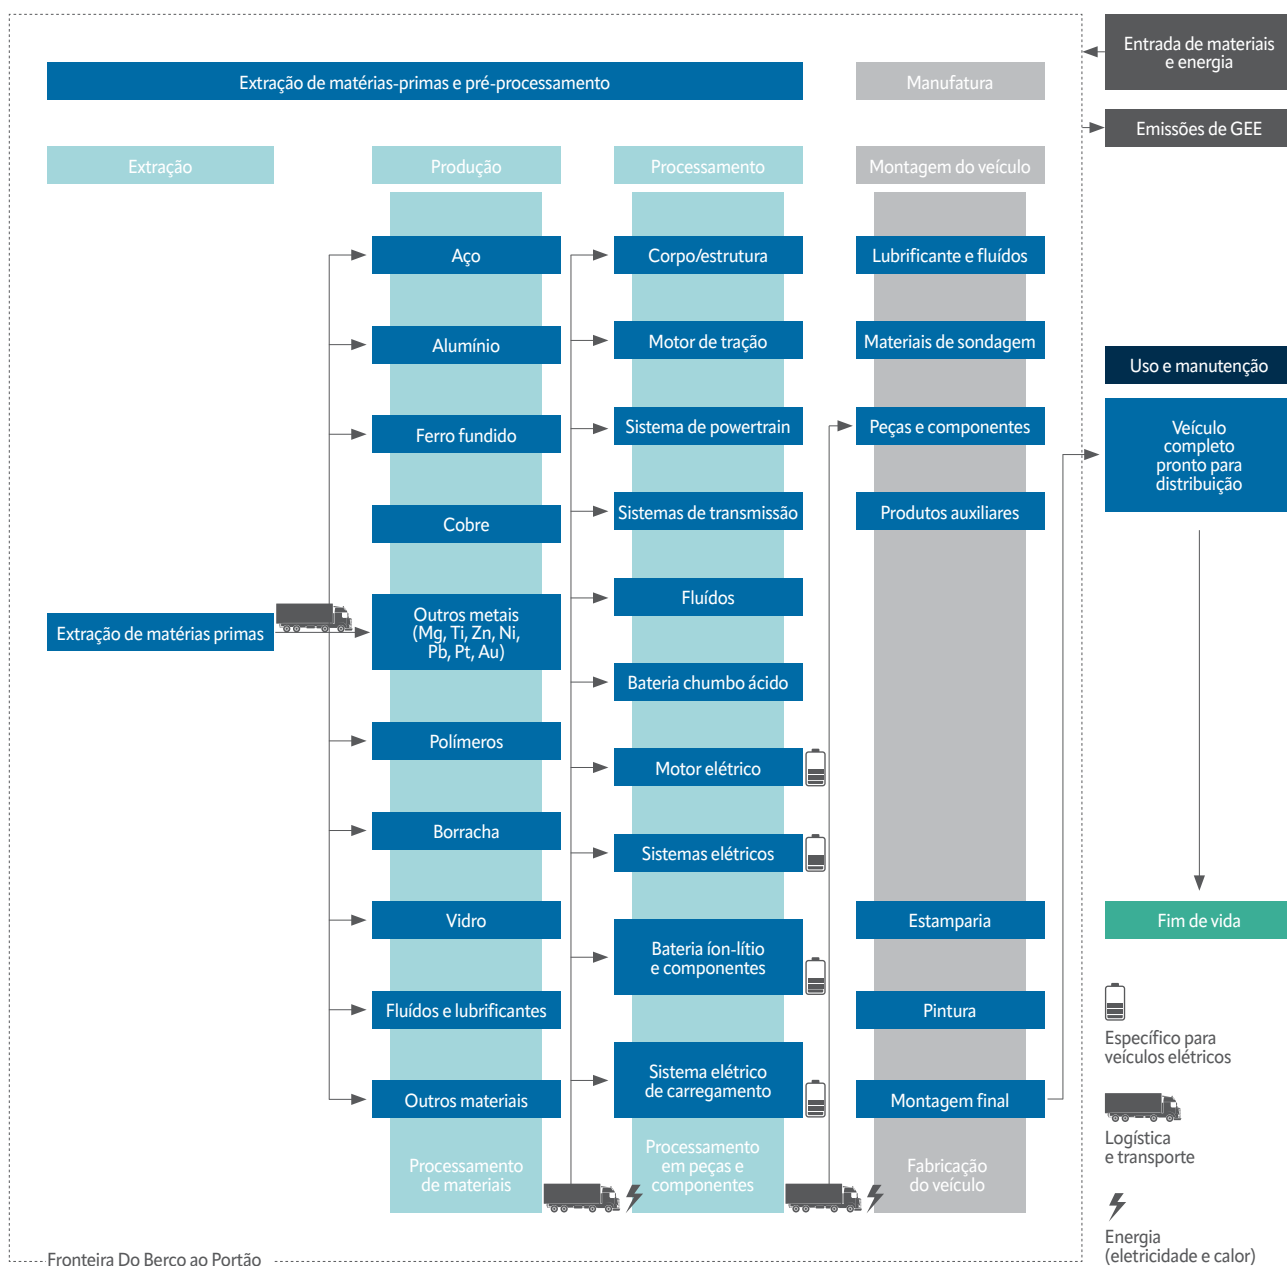 Extração de matérias-primas e pré-processamento
Manufatura
Entrada de materiais
e energia
Emissões de GEE
Extração
Produção
Processamento
Montagem do veículo
Extração de matérias primas
Aço
Alumínio
Ferro fundido
Cobre
Outros metais
(Mg, Ti, Zn, Ni,
Pb, Pt, Au)
Polímeros
Borracha
Vidro
Fluídos e lubrificantes
Outros materiais
Processamento
de materiais
Corpo/estrutura
Motor de tração
Sistema de powertrain
Sistemas de transmissão
Fluídos
Bateria chumbo ácido
Motor elétrico
Sistemas elétricos
Bateria íon-lítio
e componentes
Sistema elétrico
de carregamento
Processamento
em peças e
componentes
Lubrificante e fluídos
Materiais de sondagem
Peças e componentes
Produtos auxiliares
Estamparia
Pintura
Montagem final
Fabricação
do veículo
Uso e manutenção
Veículo
completo
pronto para
distribuição
Fim de vida
Específico para
veículos elétricos
Logística
e transporte
Energia
(eletricidade e calor)
Fronteira Do Berço ao Portão